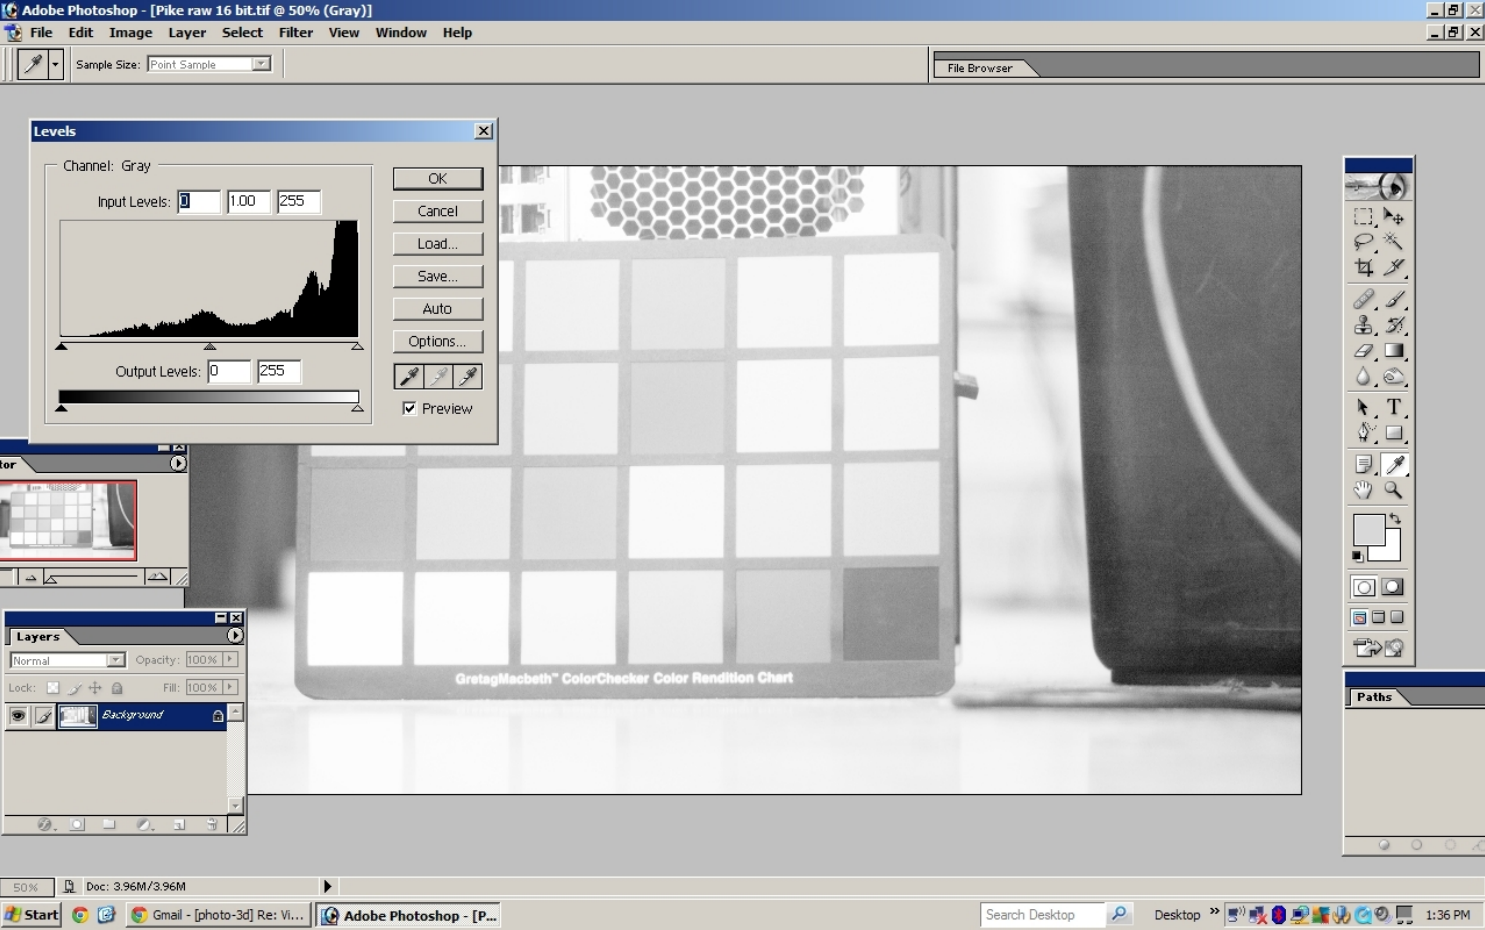 Adobe Photoshop - [Pike raw 16 bit.tif @ 50% (Gray)]
File Edit Image Layer Select Filter View Window Help
Sample Size: Point Sample
File Browser
Levels
Channel: Gray
Input Levels: 0 1.00 255
Output Levels: 0 255
OK
Cancel
Load...
Save...
Auto
Options...
Preview
tor
Layers
Normal Opacity: 100%
Lock: Fill: 100%
Background
GretagMacbeth™ ColorChecker Color Rendition Chart
T
Paths
50% Doc: 3.96M/3.96M
Start Gmail - [photo-3d] Re: Vi... Adobe Photoshop - [P... Search Desktop Desktop » 1:36 PM